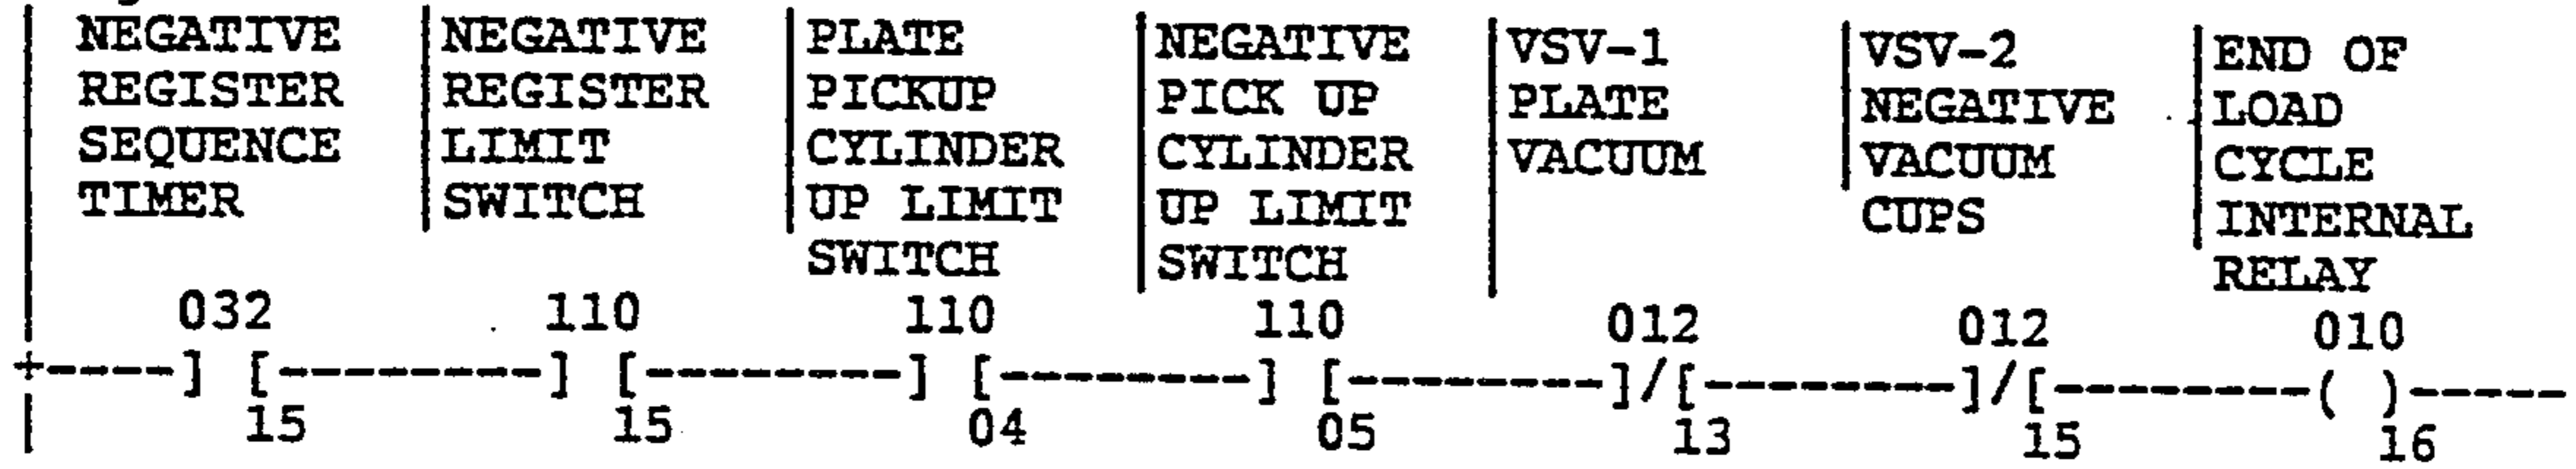 NEGATIVE NEGATIVE PLATE NEGATIVE VSV-1 VSV-2 END OF
REGISTER REGISTER PICKUP PICK UP PLATE NEGATIVE LOAD
SEQUENCE LIMIT CYLINDER CYLINDER VACUUM VACUUM CYCLE
TIMER SWITCH UP LIMIT UP LIMIT CUPS INTERNAL
SWITCH SWITCH RELAY
032 110 110 110 012 012 010
+----] [--------] [--------] [--------] [--------]/[--------]/[--------( )-----
15 15 04 05 13 15 16